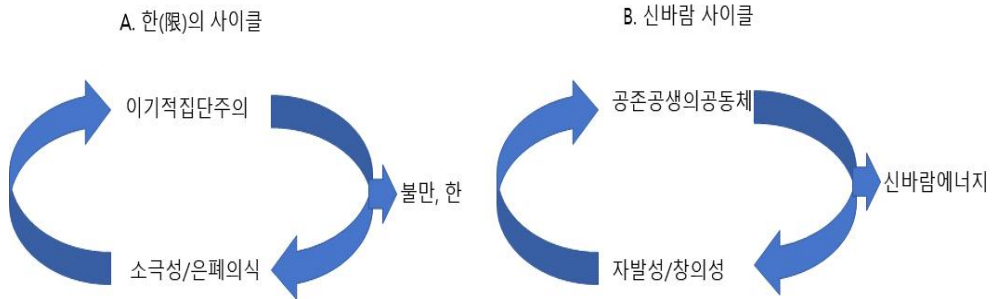 A. 한(限)의 사이클
이기적집단주의
불만, 한
소극성/은폐의식
B. 신바람 사이클
공존공생의공동체
신바람에너지
자발성/창의성